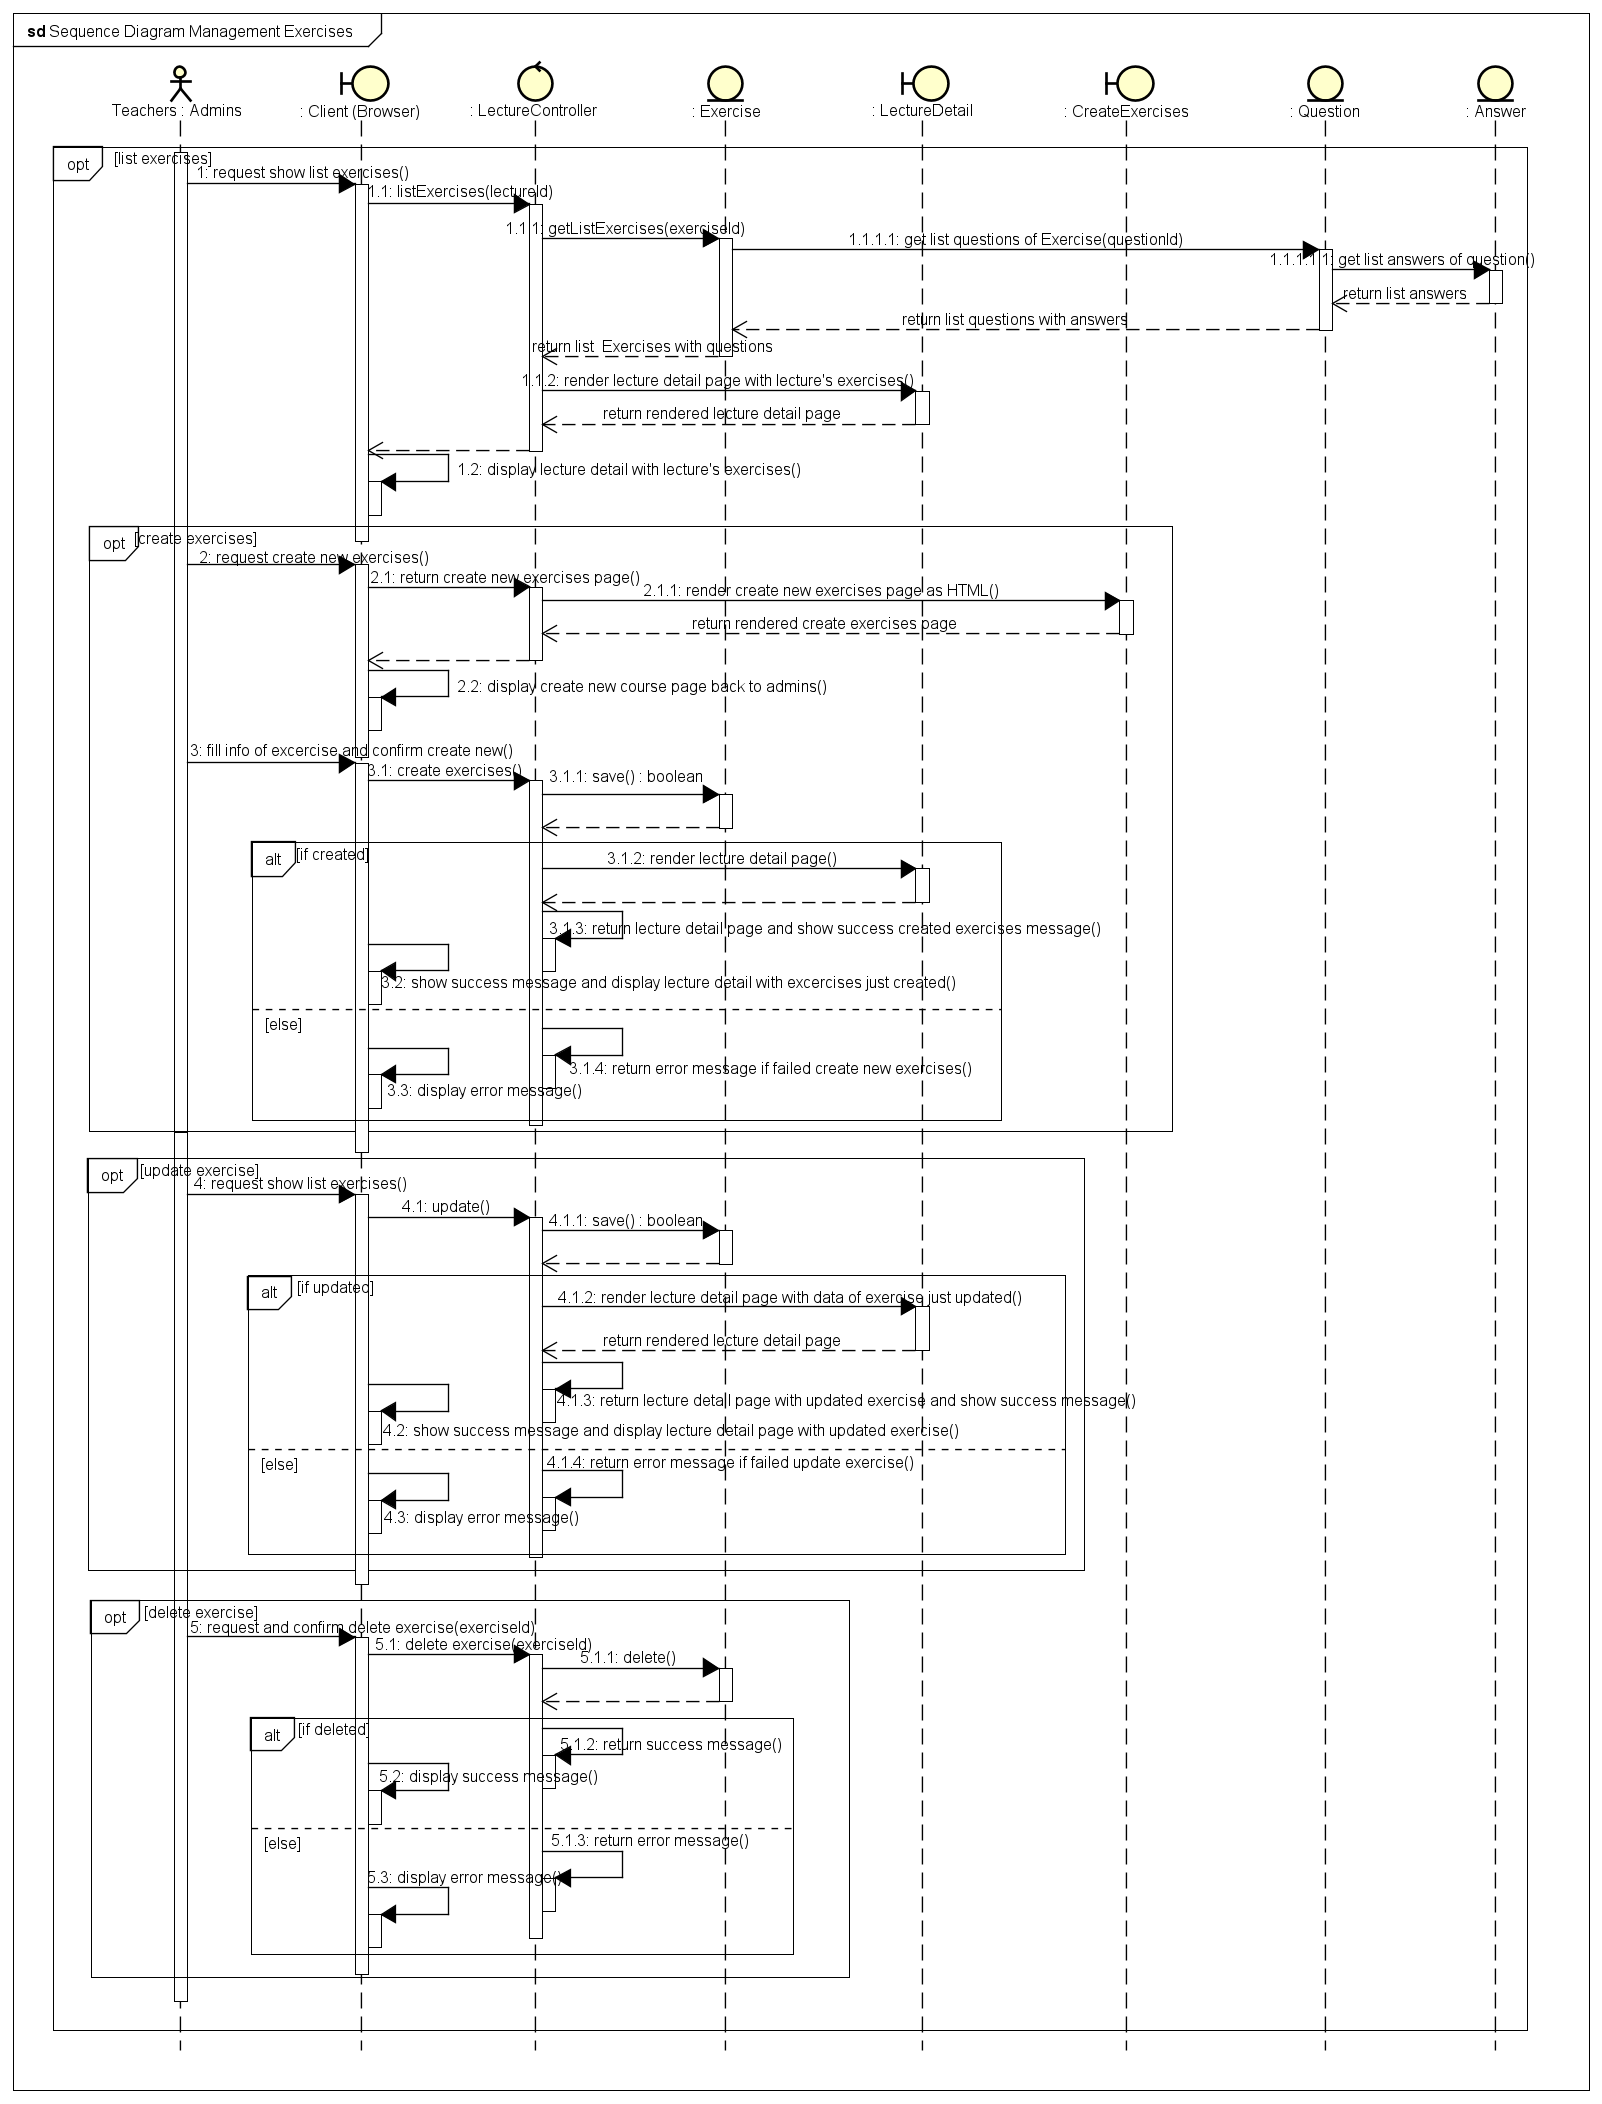 sd Sequence Diagram Management Exercises
Teachers : Admins
: Client (Browser)
: LectureController
: Exercise
: LectureDetail
: CreateExercises
: Question
: Answer
opt
[list exercises]
1: request show list exercises()
1.1: listExercises(lectureId)
1.1.1: getListExercises(exerciseId)
1.1.1.1: get list questions of Exercise(questionId)
1.1.1.1.1: get list answers of question()
return list answers
return list questions with answers
return list  Exercises with questions
1.1.2: render lecture detail page with lecture's exercises()
return rendered lecture detail page
1.2: display lecture detail with lecture's exercises()
opt
[create exercises]
2: request create new exercises()
2.1: return create new exercises page()
2.1.1: render create new exercises page as HTML()
return rendered create exercises page
2.2: display create new course page back to admins()
3: fill info of excercise and confirm create new()
3.1: create exercises()
3.1.1: save() : boolean
alt
[if created]
3.1.2: render lecture detail page()
3.1.3: return lecture detail page and show success created exercises message()
3.2: show success message and display lecture detail with excercises just created()
[else]
3.1.4: return error message if failed create new exercises()
3.3: display error message()
opt
[update exercise]
4: request show list exercises()
4.1: update()
4.1.1: save() : boolean
alt
[if updated]
4.1.2: render lecture detail page with data of exercise just updated()
return rendered lecture detail page
4.1.3: return lecture detail page with updated exercise and show success message()
4.2: show success message and display lecture detail page with updated exercise()
[else]
4.1.4: return error message if failed update exercise()
4.3: display error message()
opt
[delete exercise]
5: request and confirm delete exercise(exerciseId)
5.1: delete exercise(exerciseId)
5.1.1: delete()
alt
[if deleted]
5.1.2: return success message()
5.2: display success message()
[else]
5.1.3: return error message()
5.3: display error message()